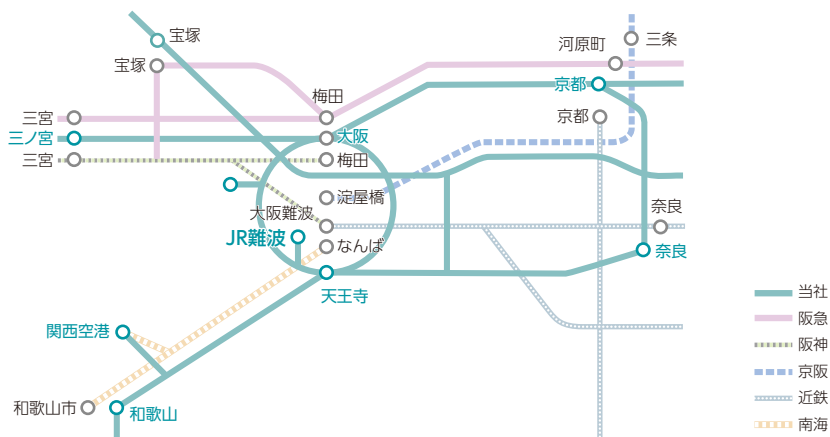 宝塚
三条
河原町
宝塚
京都
梅田
京都
三宮
三ノ宮
大阪
三宮
梅田
淀屋橋
大阪難波
奈良
JR難波
なんば
奈良
天王寺
関西空港
和歌山市
和歌山
当社
阪急
阪神
京阪
近鉄
南海